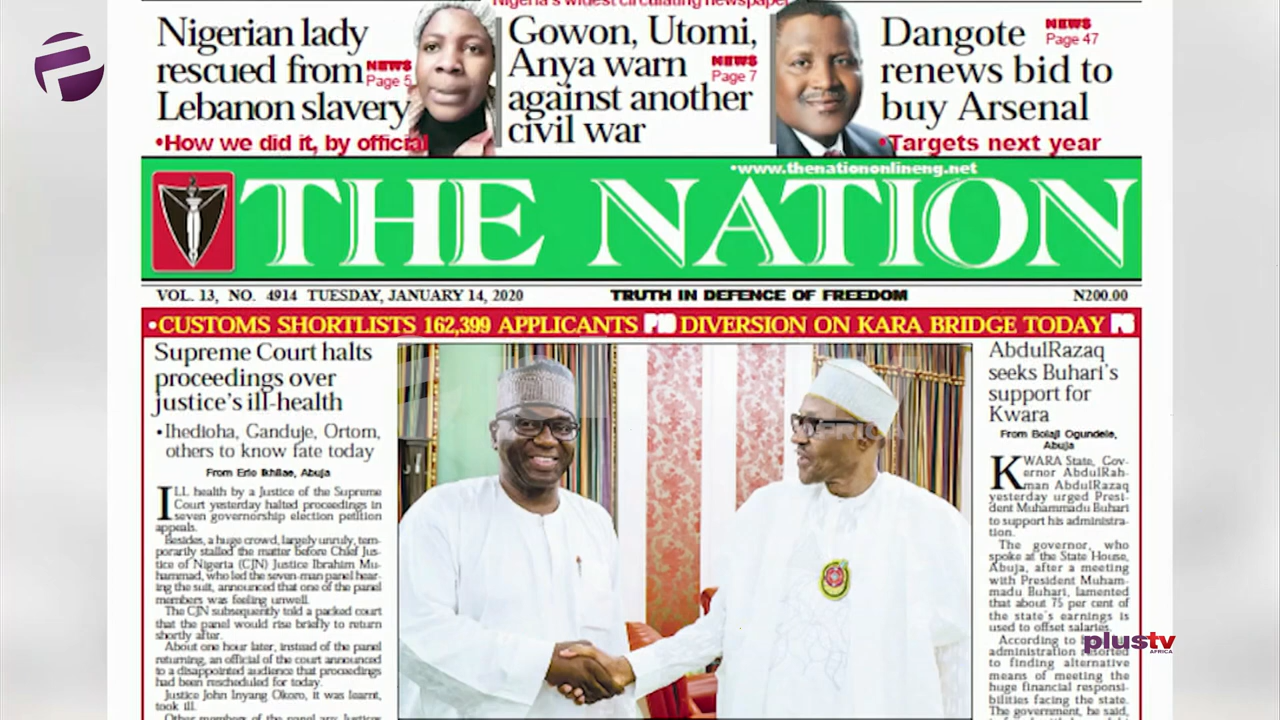 Nigeria's widest circulating newspaper
Nigerian lady
rescued from
Lebanon slavery
NEWS
Page 5
•How we did it, by official
Gowon, Utomi,
Anya warn
against another
civil war
NEWS
Page 7
Dangote
renews bid to
buy Arsenal
NEWS
Page 47
•Targets next year
•www.thenationonlineng.net
THE NATION
VOL. 13, NO. 4914 TUESDAY, JANUARY 14, 2020
TRUTH IN DEFENCE OF FREEDOM
N200.00
•CUSTOMS SHORTLISTS 162,399 APPLICANTS
DIVERSION ON KARA BRIDGE TODAY
Supreme Court halts
proceedings over
justice's ill-health
•Ihedioha, Ganduje, Ortom,
others to know fate today
From Eric Ikhilae, Abuja
ILL health by a Justice of the Supreme
Court yesterday halted proceedings in
seven governorship election petition
appeals.
Besides, a huge crowd, largely unruly, tem-
porarily stalled the matter before Chief Jus-
tice of Nigeria (CJN) Justice Ibrahim Mu-
hammad, who led the seven-man panel hear-
ing the suit, announced that one of the panel
members was feeling unwell.
The CJN subsequently told a packed court
that the panel would rise briefly to return
shortly after.
About one hour later, instead of the panel
returning, an official of the court announced
to a disappointed audience that proceedings
had been rescheduled for today.
Justice John Inyang Okoro, it was learnt,
took ill.
Other members of the panel are Justices
AbdulRazaq
seeks Buhari's
support for
Kwara
From Bolaji Ogundele,
Abuja
KWARA State, Gov-
ernor AbdulRah-
man AbdulRazaq
yesterday urged Presi-
dent Muhammadu Buhari
to support his administra-
tion.
The governor, who
spoke at the State House,
Abuja, after a meeting
with President Muham-
madu Buhari, lamented
that about 75 per cent of
the state's earnings is
used to offset salaries.
According to
administration resorted
to finding alternative
means of meeting the
huge financial responsi-
bilities facing the state.
The government, he said,
plustv
AFRICA